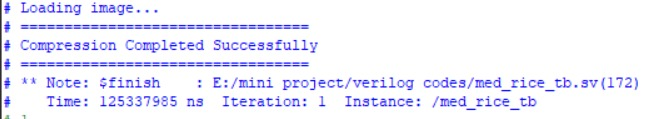 # Loading image...
# ================================
# Compression Completed Successfully
# ================================
# ** Note: $finish    : E:/mini project/verilog codes/med_rice_tb.sv(172)
#    Time: 125337985 ns  Iteration: 1  Instance: /med_rice_tb